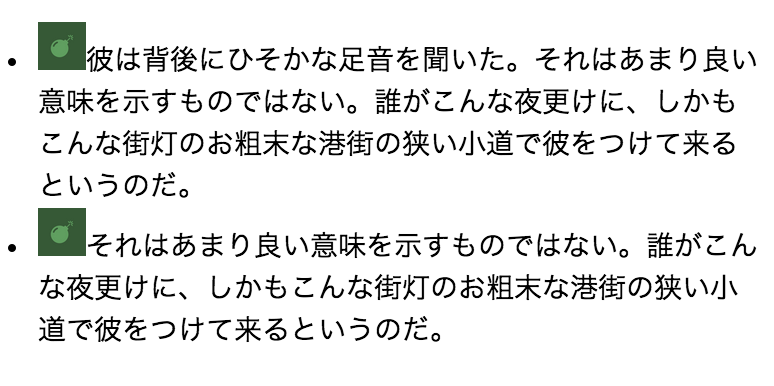 彼は背後にひそかな足音を聞いた。それはあまり良い
意味を示すものではない。誰がこんな夜更けに、しかも
こんな街灯のお粗末な港街の狭い小道で彼をつけて来る
というのだ。
それはあまり良い意味を示すものではない。誰がこん
な夜更けに、しかもこんな街灯のお粗末な港街の狭い小
道で彼をつけて来るというのだ。